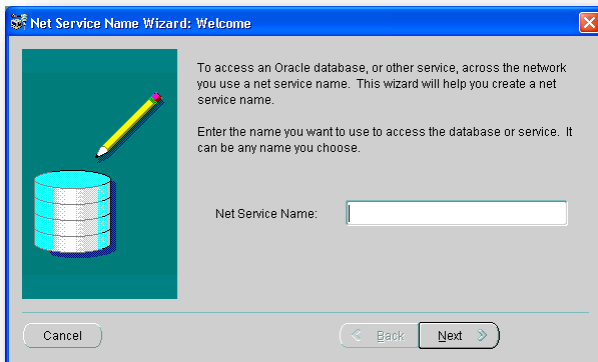 Net Service Name Wizard: Welcome
To access an Oracle database, or other service, across the network
you use a net service name. This wizard will help you create a net
service name.
Enter the name you want to use to access the database or service. It
can be any name you choose.
Net Service Name:
Cancel
Back
Next